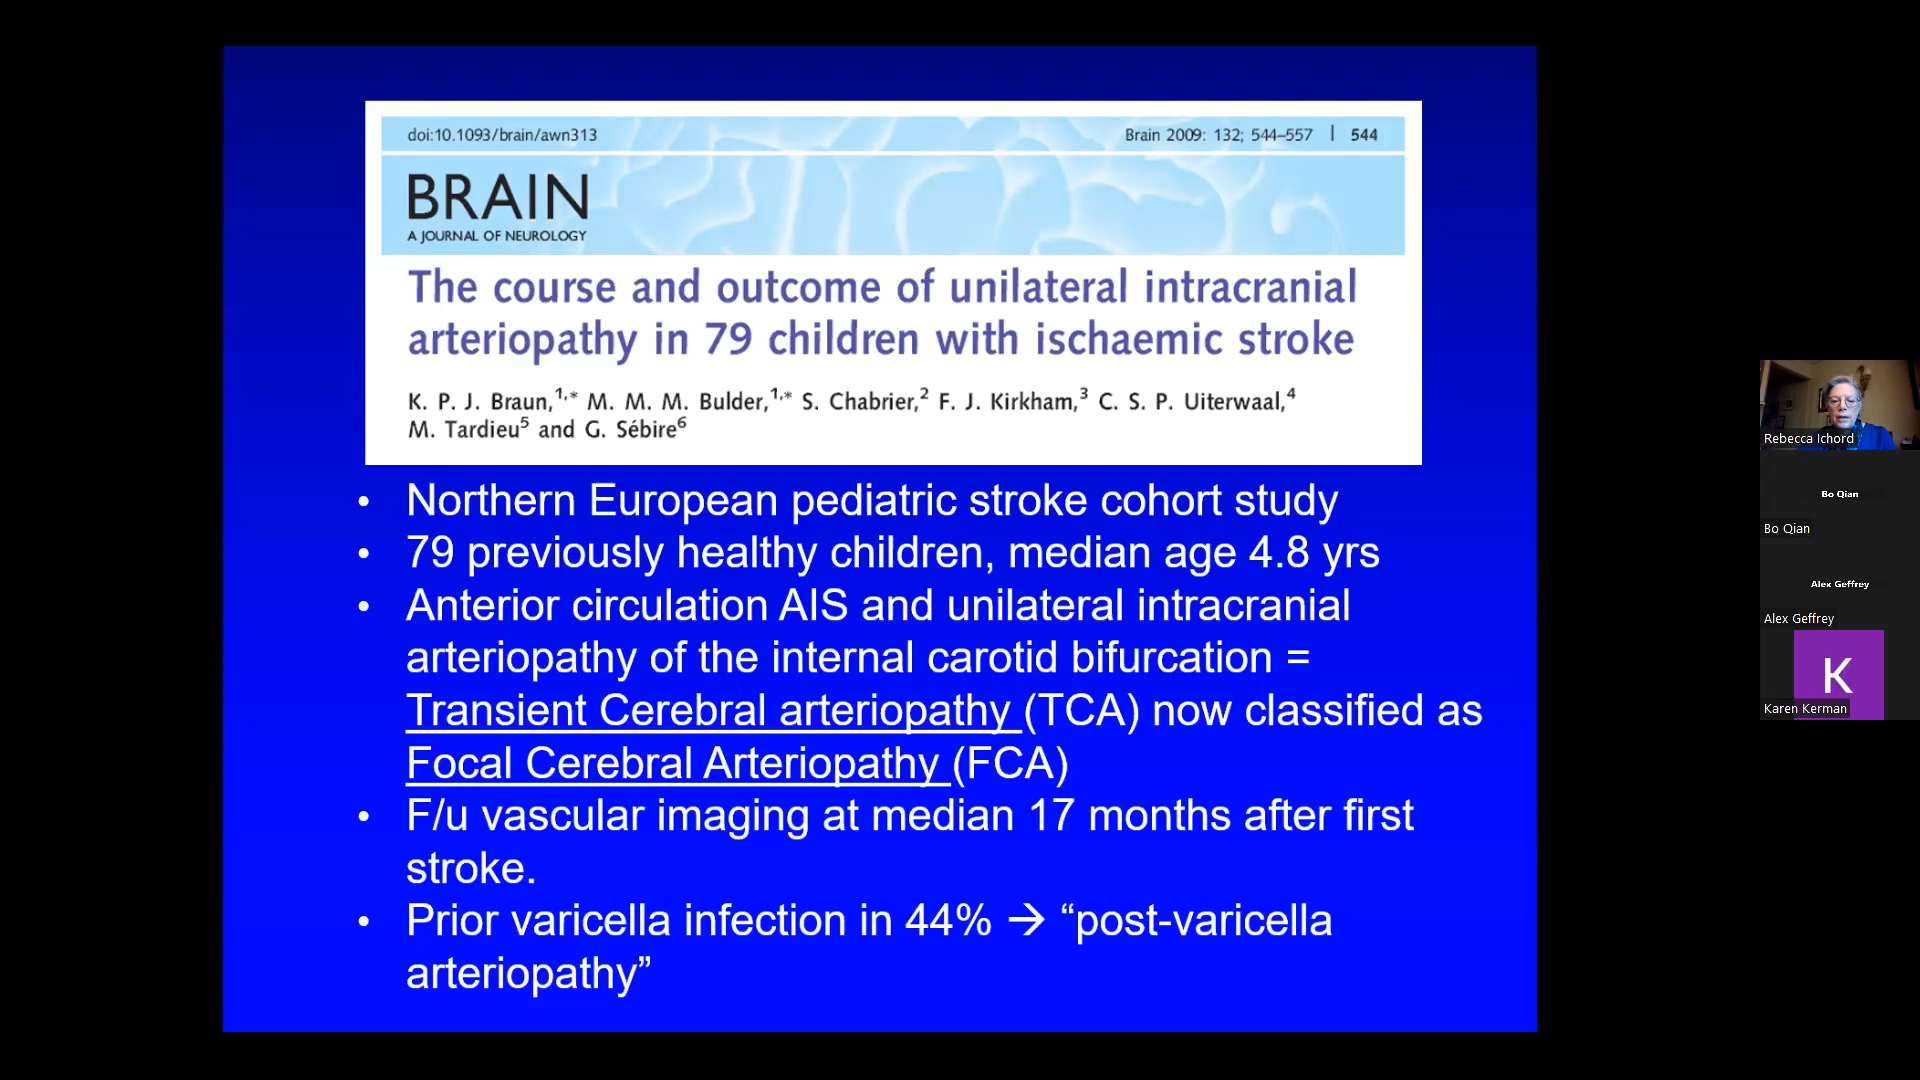 doi:10.1093/brain/awn313
Brain 2009: 132; 544–557 | 544
BRAIN
A JOURNAL OF NEUROLOGY
The course and outcome of unilateral intracranial
arteriopathy in 79 children with ischaemic stroke
K. P. J. Braun,1,* M. M. M. Bulder,1,* S. Chabrier,2 F. J. Kirkham,3 C. S. P. Uiterwaal,4
M. Tardieu5 and G. Sébire6
• Northern European pediatric stroke cohort study
• 79 previously healthy children, median age 4.8 yrs
• Anterior circulation AIS and unilateral intracranial
arteriopathy of the internal carotid bifurcation =
Transient Cerebral arteriopathy (TCA) now classified as
Focal Cerebral Arteriopathy (FCA)
• F/u vascular imaging at median 17 months after first
stroke.
• Prior varicella infection in 44% → “post-varicella
arteriopathy”
Rebecca Ichord
Bo Qian
Bo Qian
Alex Geffrey
Alex Geffrey
K
Karen Kerman